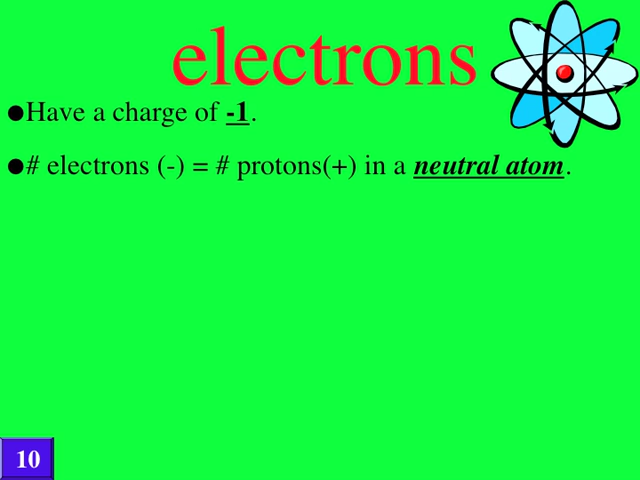 electrons
●Have a charge of -1.
●# electrons (-) = # protons(+) in a neutral atom.
10